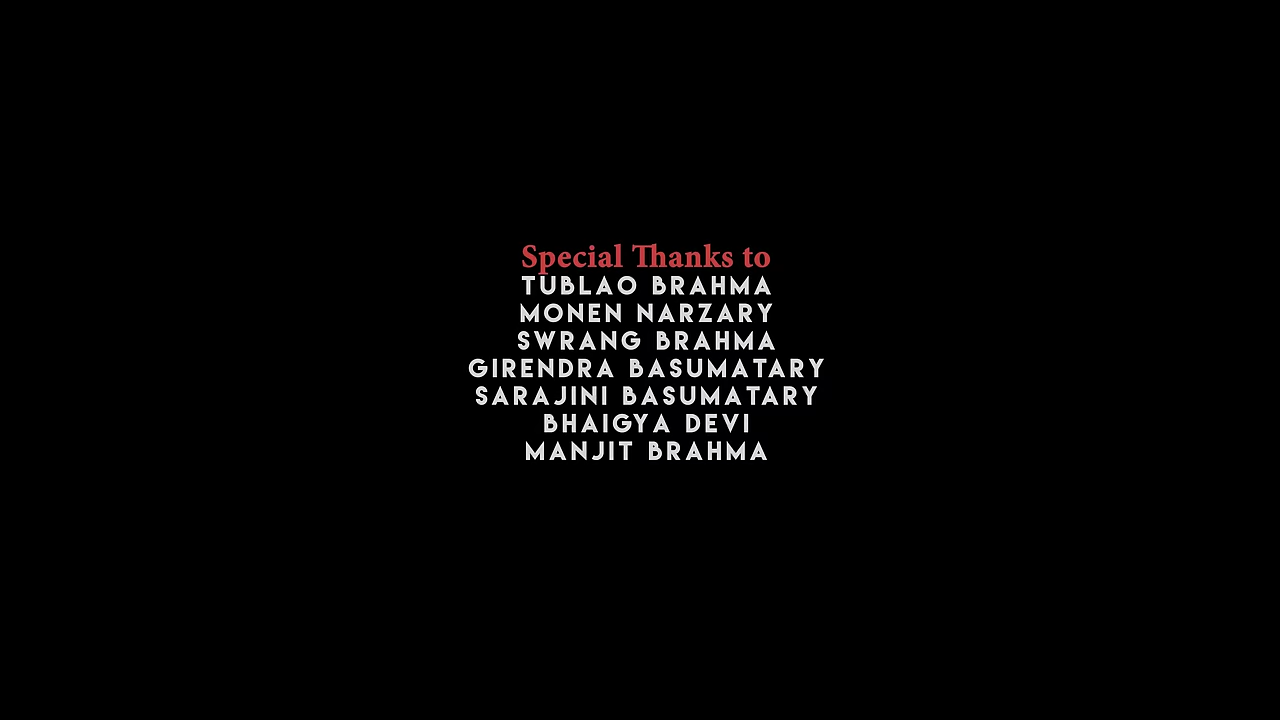 Special Thanks to
TUBLAO BRAHMA
MONEN NARZARY
SWRANG BRAHMA
GIRENDRA BASUMATARY
SARAJINI BASUMATARY
BHAIGYA DEVI
MANJIT BRAHMA